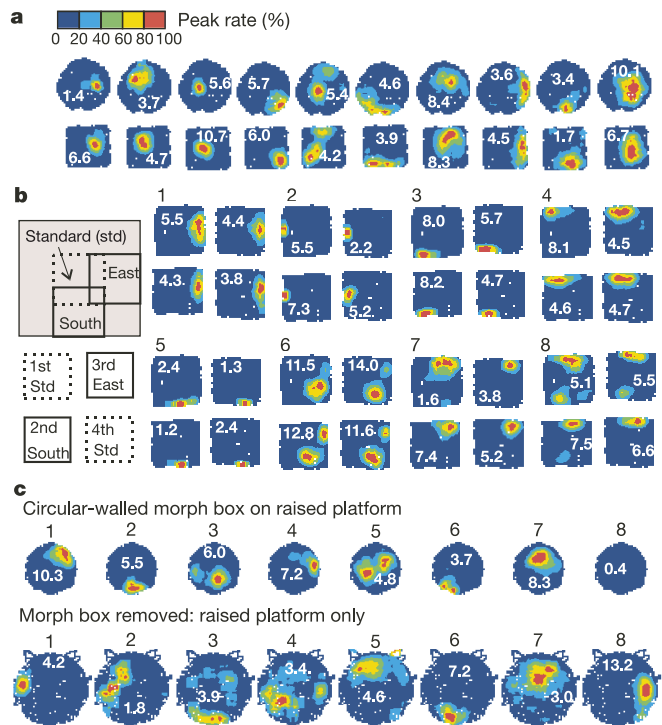 a Peak rate (%)
0 20 40 60 80 100
1.4 3.7 5.6 5.7 5.4 4.6 8.4 3.6 3.4 10.1
6.6 4.7 10.7 6.0 4.2 3.9 8.3 4.5 1.7 6.7
b 1 2 3 4
Standard (std)
East
South
5.5 4.4 5.5 2.2 8.0 5.7 8.1 4.5
4.3 3.8 7.3 5.2 8.2 4.7 4.6 4.7
5 6 7 8
1st Std
3rd East
2nd South
4th Std
2.4 1.3 11.5 14.0 1.6 3.8 5.1 5.5
1.2 2.4 12.8 11.6 7.4 5.2 7.5 6.6
c
Circular-walled morph box on raised platform
1 2 3 4 5 6 7 8
10.3 5.5 6.0 7.2 4.8 3.7 8.3 0.4
Morph box removed: raised platform only
1 2 3 4 5 6 7 8
4.2 1.8 3.9 3.4 4.6 7.2 3.0 13.2